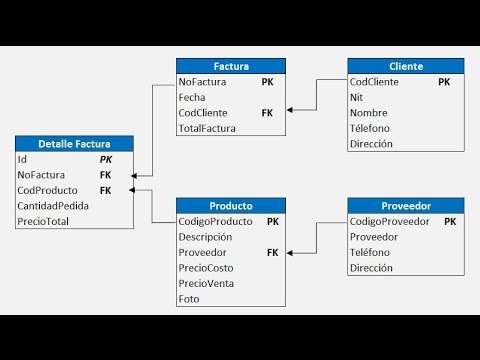 Factura
NoFactura PK
Fecha
CodCliente FK
TotalFactura
Cliente
CodCliente PK
Nit
Nombre
Télefono
Dirección
Detalle Factura
Id PK
NoFactura FK
CodProducto FK
CantidadPedida
PrecioTotal
Producto
CodigoProducto PK
Descripción
Proveedor FK
PrecioCosto
PrecioVenta
Foto
Proveedor
CodigoProveedor PK
Proveedor
Teléfono
Dirección